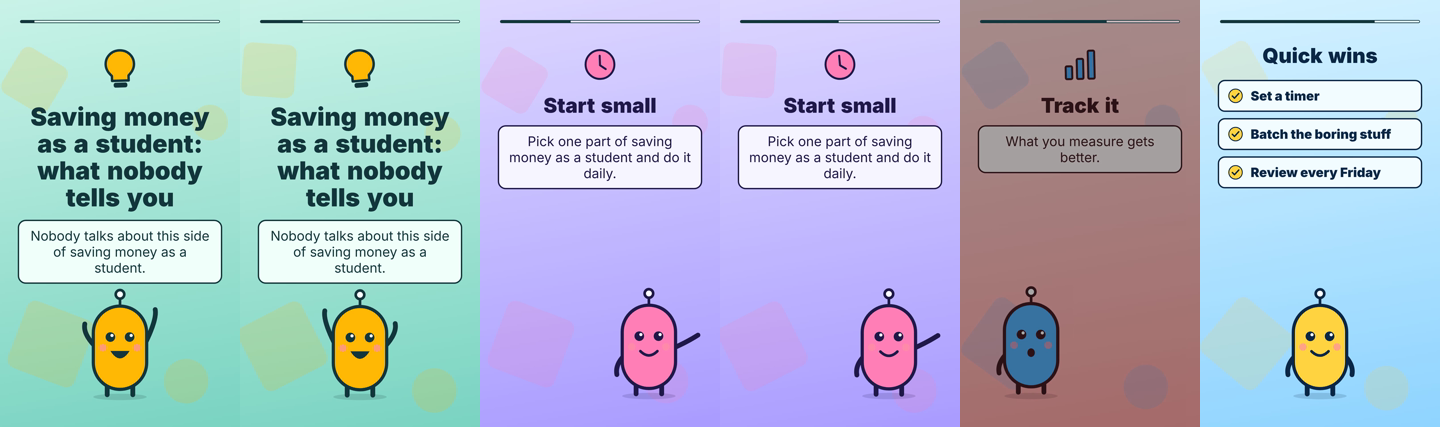 Saving money
as a student:
what nobody
tells you
Nobody talks about this side
of saving money as a
student.
Saving money
as a student:
what nobody
tells you
Nobody talks about this side
of saving money as a
student.
Start small
Pick one part of saving
money as a student and do it
daily.
Start small
Pick one part of saving
money as a student and do it
daily.
Track it
What you measure gets
better.
Quick wins
Set a timer
Batch the boring stuff
Review every Friday